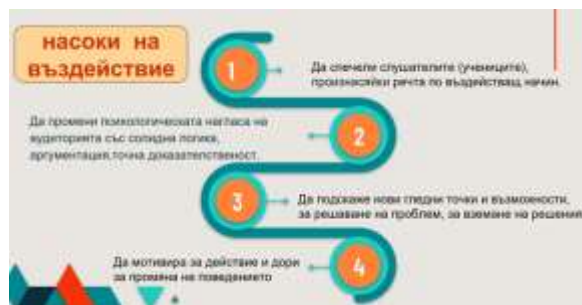 насоки на
въздействие
1
Да спечели слушателите (учениците),
произнасяйки речта по въздействащ начин.
Да промени психологическата нагласа на
аудиторията със солидна логика,
аргументация,точна доказателственост.
2
3
Да подскаже нови гледни точки и възможности,
за решаване на проблем, за вземане на решения
Да мотивира за действие и дори
за промяна на поведението
4